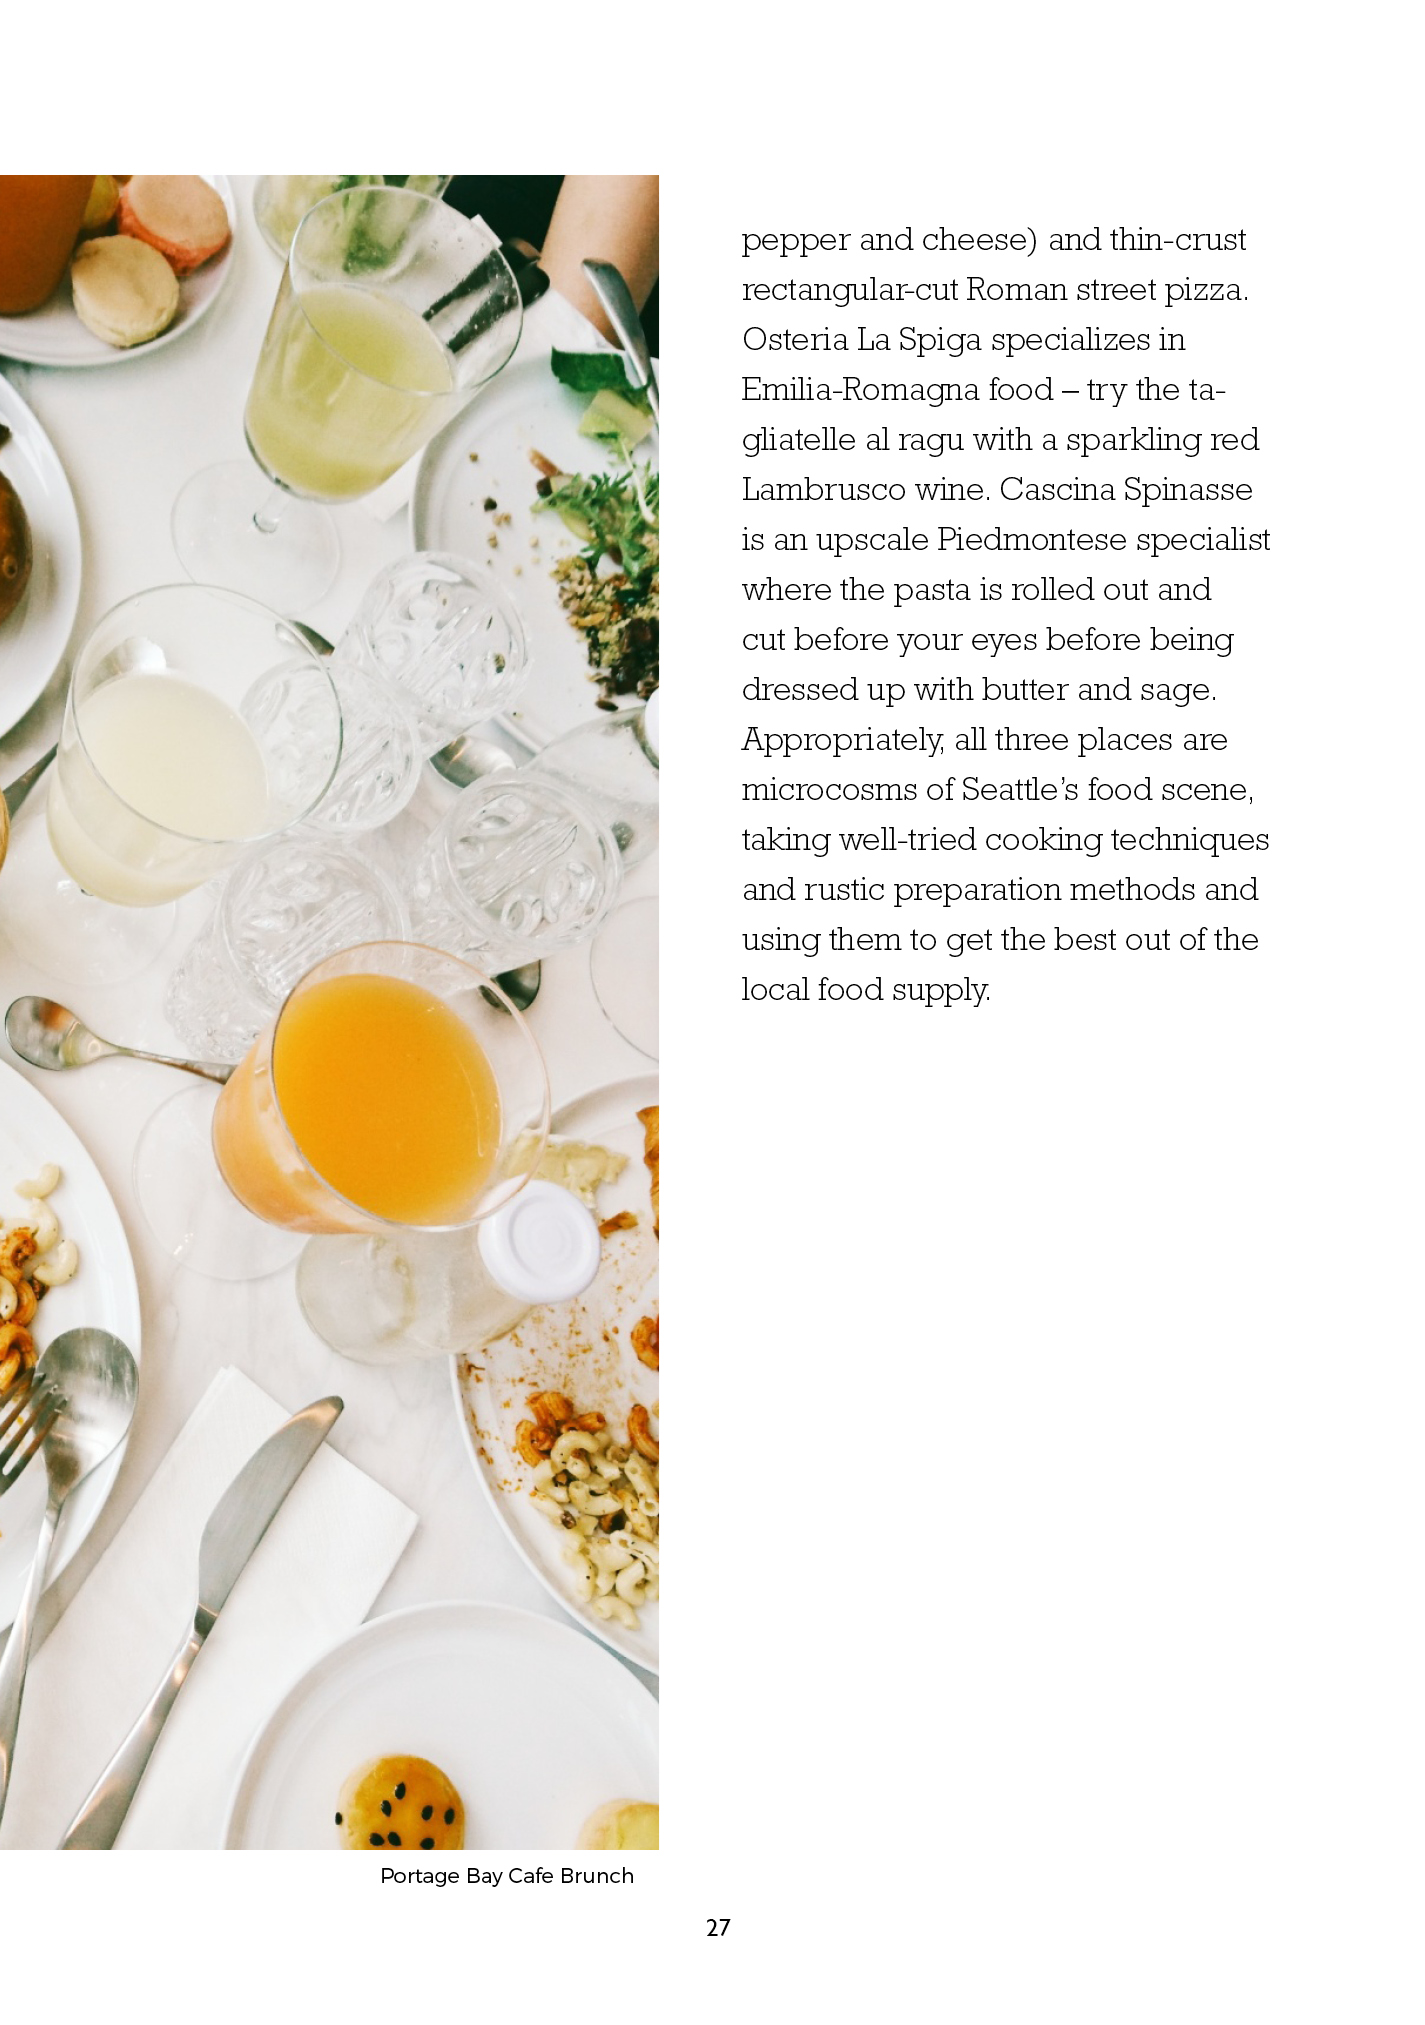 pepper and cheese) and thin-crust
rectangular-cut Roman street pizza.
Osteria La Spiga specializes in
Emilia-Romagna food – try the ta-
gliatelle al ragu with a sparkling red
Lambrusco wine. Cascina Spinasse
is an upscale Piedmontese specialist
where the pasta is rolled out and
cut before your eyes before being
dressed up with butter and sage.
Appropriately, all three places are
microcosms of Seattle’s food scene,
taking well-tried cooking techniques
and rustic preparation methods and
using them to get the best out of the
local food supply.
Portage Bay Cafe Brunch
27